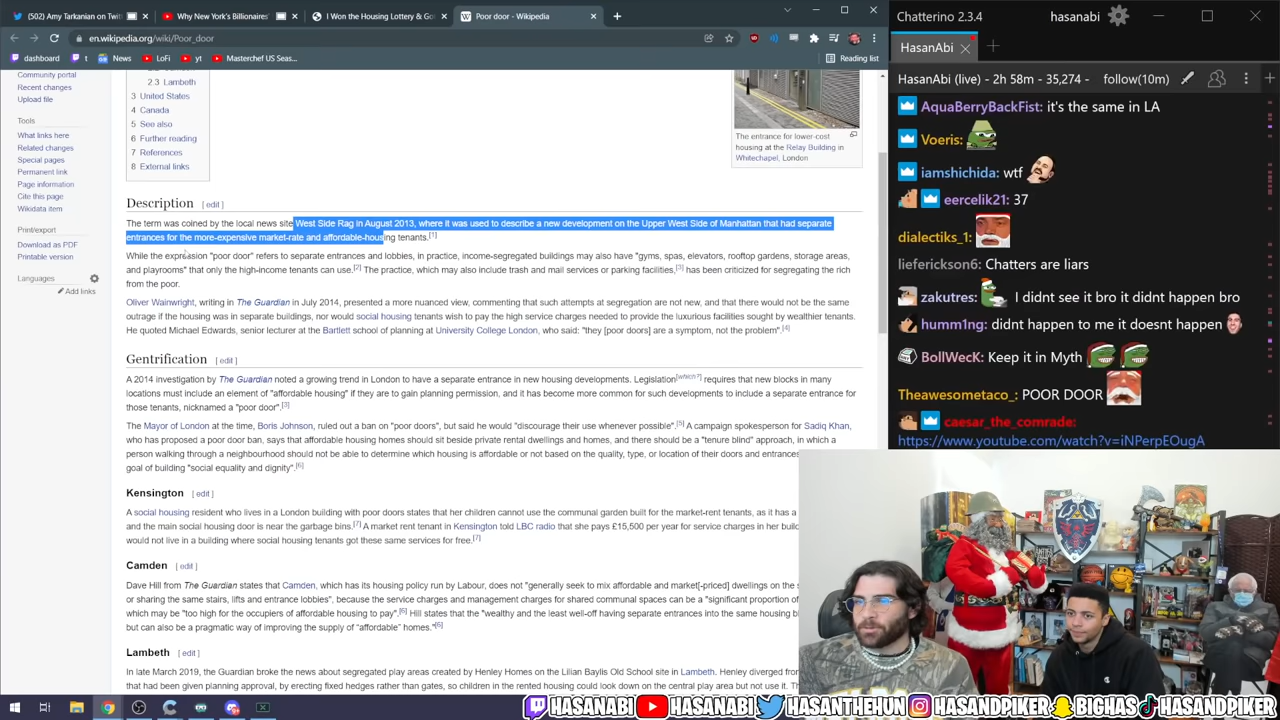 (502) Amy Tarkanian on Twit
Why New York's Billionaires'
I Won the Housing Lottery & Go
Poor door - Wikipedia
en.wikipedia.org/wiki/Poor_door
dashboard
t
News
LoFi
yt
Masterchef US Seas...
Reading list
Community portal
Recent changes
Upload file
Tools
What links here
Related changes
Special pages
Permanent link
Page information
Cite this page
Wikidata item
Print/export
Download as PDF
Printable version
Languages
Add links
2.3 Lambeth
3 United States
4 Canada
5 See also
6 Further reading
7 References
8 External links
The entrance for lower-cost
housing at the Relay Building in
Whitechapel, London
Description [edit]
The term was coined by the local news site West Side Rag in August 2013, where it was used to describe a new development on the Upper West Side of Manhattan that had separate
entrances for the more-expensive market-rate and affordable-housing tenants.[1]
While the expression "poor door" refers to separate entrances and lobbies, in practice, income-segregated buildings may also have "gyms, spas, elevators, rooftop gardens, storage areas,
and playrooms" that only the high-income tenants can use.[2] The practice, which may also include trash and mail services or parking facilities,[3] has been criticized for segregating the rich
from the poor.
Oliver Wainwright, writing in The Guardian in July 2014, presented a more nuanced view, commenting that such attempts at segregation are not new, and that there would not be the same
outrage if the housing was in separate buildings, nor would social housing tenants wish to pay the high service charges needed to provide the luxurious facilities sought by wealthier tenants.
He quoted Michael Edwards, senior lecturer at the Bartlett school of planning at University College London, who said: "they [poor doors] are a symptom, not the problem".[4]
Gentrification [edit]
A 2014 investigation by The Guardian noted a growing trend in London to have a separate entrance in new housing developments. Legislation[which?] requires that new blocks in many
locations must include an element of "affordable housing" if they are to gain planning permission, and it has become more common for such developments to include a separate entrance for
those tenants, nicknamed a "poor door".[3]
The Mayor of London at the time, Boris Johnson, ruled out a ban on "poor doors", but said he would "discourage their use whenever possible".[5] A campaign spokesperson for Sadiq Khan,
who has proposed a poor door ban, says that affordable housing homes should sit beside private rental dwellings and homes, and there should be a "tenure blind" approach, in which a
person walking through a neighbourhood should not be able to determine which housing is affordable or not based on the quality, type, or location of their doors and entrances
goal of building "social equality and dignity".[6]
Kensington [edit]
A social housing resident who lives in a London building with poor doors states that her children cannot use the communal garden built for the market-rent tenants, as it has a
and the main social housing door is near the garbage bins.[7] A market rent tenant in Kensington told LBC radio that she pays £15,500 per year for service charges in her buil
would not live in a building where social housing tenants got these same services for free.[7]
Camden [edit]
Dave Hill from The Guardian states that Camden, which has its housing policy run by Labour, does not "generally seek to mix affordable and market[-priced] dwellings on the s
or sharing the same stairs, lifts and entrance lobbies", because the service charges and management charges for shared communal spaces can be a "significant proportion of
which may be "too high for the occupiers of affordable housing to pay".[6] Hill states that the "wealthy and the least well-off having separate entrances into the same housing bl
but can also be a pragmatic way of improving the supply of "affordable" homes."[6]
Lambeth [edit]
In late March 2019, the Guardian broke the news about segregated play areas created by Henley Homes on the Lilian Baylis Old School site in Lambeth. Henley diverged from
that had been given planning approval, by erecting fixed hedges rather than gates, so children in the rented housing could look down on the central play area but not use it. Th
Chatterino 2.3.4
hasanabi
HasanAbi
HasanAbi (live) - 2h 58m - 35,274 - follow(10m)
AquaBerryBackFist: it's the same in LA
Voeris:
iamshichida: wtf
eercelik21: 37
dialectiks_1:
lieferickson6: Cheaters are liars
zakutres: I didnt see it bro it didnt happen bro
humm1ng: didnt happen to me it doesnt happen
BollWecK: Keep it in Myth
Theawesometaco_: POOR DOOR
caesar_the_comrade:
https://www.youtube.com/watch?v=iNPerpEOugA
HASANABI
HASANABI
HASANTHEHUN
HASANDPIKER
BIGHAS
HASANDPIKER